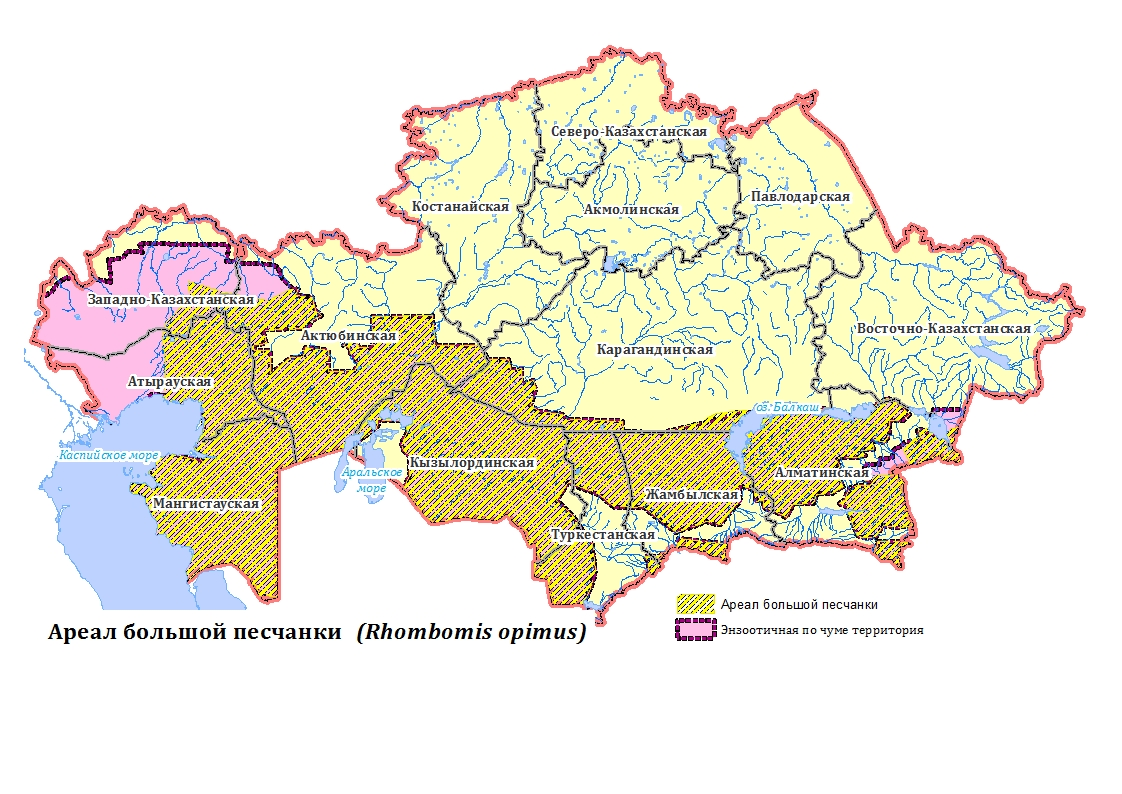 Северо-Казахстанская
Костанайская
Акмолинская
Павлодарская
Западно-Казахстанская
Актюбинская
Восточно-Казахстанская
Карагандинская
Атырауская
оз.Балкаш
Каспийское море
Кызылординская
Аральское
море
Алматинская
Мангистауская
Жамбылская
Туркестанская
Ареал большой песчанки
Энзоотичная по чуме территория
Ареал большой песчанки (Rhombomis opimus)